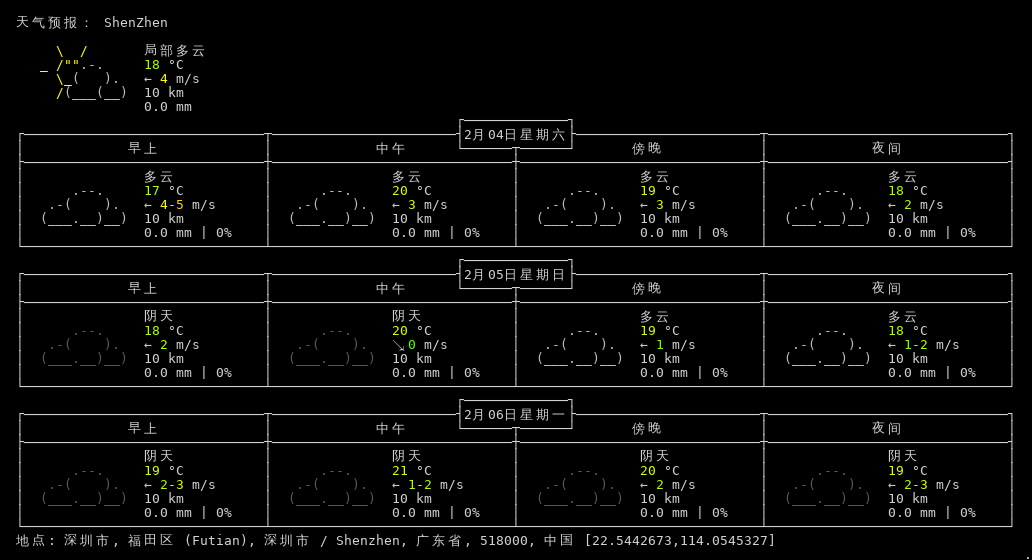 天气预报： ShenZhen
局部多云
18 °C
← 4 m/s
10 km
0.0 mm
2月04日星期六
早上 中午 傍晚 夜间
多云 多云 多云 多云
17 °C 20 °C 19 °C 18 °C
← 4-5 m/s ← 3 m/s ← 3 m/s ← 2 m/s
10 km 10 km 10 km 10 km
0.0 mm | 0% 0.0 mm | 0% 0.0 mm | 0% 0.0 mm | 0%
2月05日星期日
早上 中午 傍晚 夜间
阴天 阴天 多云 多云
18 °C 20 °C 19 °C 18 °C
← 2 m/s ↘ 0 m/s ← 1 m/s ← 1-2 m/s
10 km 10 km 10 km 10 km
0.0 mm | 0% 0.0 mm | 0% 0.0 mm | 0% 0.0 mm | 0%
2月06日星期一
早上 中午 傍晚 夜间
阴天 阴天 阴天 阴天
19 °C 21 °C 20 °C 19 °C
← 2-3 m/s ← 1-2 m/s ← 2 m/s ← 2-3 m/s
10 km 10 km 10 km 10 km
0.0 mm | 0% 0.0 mm | 0% 0.0 mm | 0% 0.0 mm | 0%
地点: 深圳市, 福田区 (Futian), 深圳市 / Shenzhen, 广东省, 518000, 中国 [22.5442673,114.0545327]